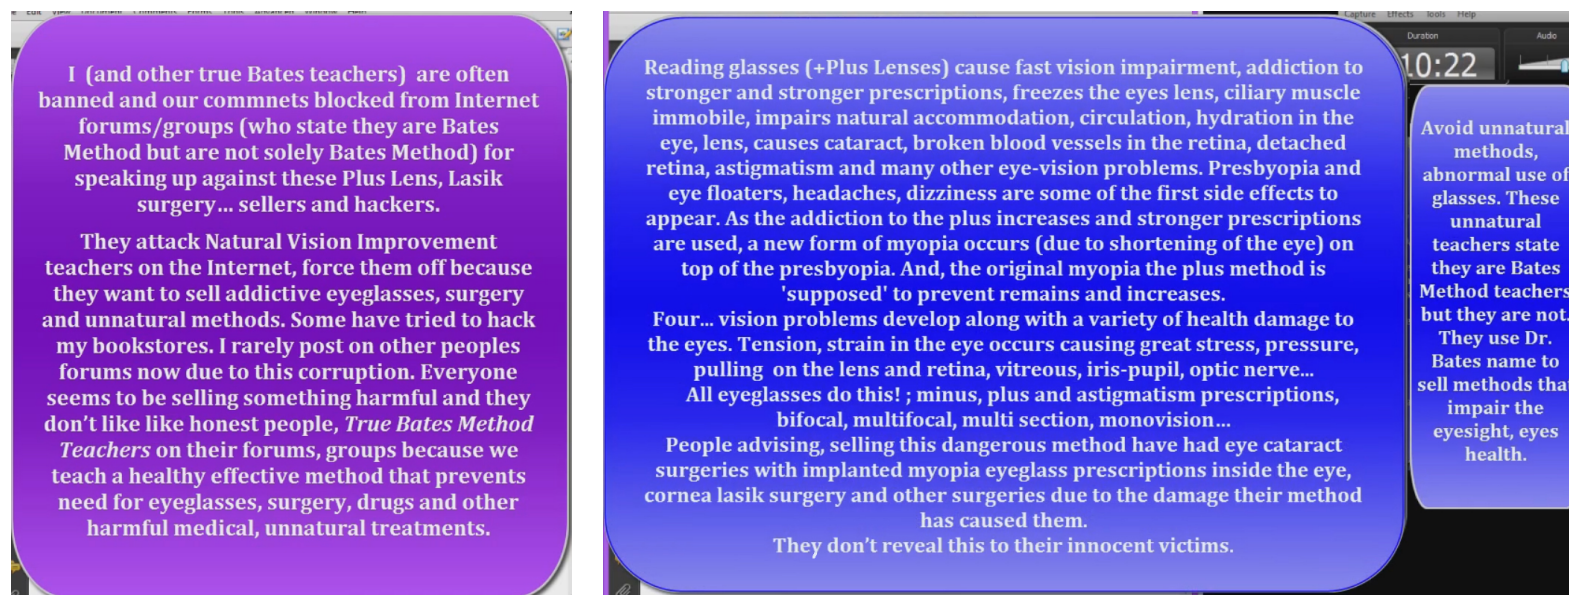 I (and other true Bates teachers) are often
banned and our commnets blocked from Internet
forums/groups (who state they are Bates
Method but are not solely Bates Method) for
speaking up against these Plus Lens, Lasik
surgery... sellers and hackers.
They attack Natural Vision Improvement
teachers on the Internet, force them off because
they want to sell addictive eyeglasses, surgery
and unnatural methods. Some have tried to hack
my bookstores. I rarely post on other peoples
forums now due to this corruption. Everyone
seems to be selling something harmful and they
don't like like honest people, True Bates Method
Teachers on their forums, groups because we
teach a healthy effective method that prevents
need for eyeglasses, surgery, drugs and other
harmful medical, unnatural treatments.
Capture Effects Tools Help
Duration
Audio
10:22
Reading glasses (+Plus Lenses) cause fast vision impairment, addiction to
stronger and stronger prescriptions, freezes the eyes lens, ciliary muscle
immobile, impairs natural accommodation, circulation, hydration in the
eye, lens, causes cataract, broken blood vessels in the retina, detached
retina, astigmatism and many other eye-vision problems. Presbyopia and
eye floaters, headaches, dizziness are some of the first side effects to
appear. As the addiction to the plus increases and stronger prescriptions
are used, a new form of myopia occurs (due to shortening of the eye) on
top of the presbyopia. And, the original myopia the plus method is
'supposed' to prevent remains and increases.
Four... vision problems develop along with a variety of health damage to
the eyes. Tension, strain in the eye occurs causing great stress, pressure,
pulling on the lens and retina, vitreous, iris-pupil, optic nerve...
All eyeglasses do this! ; minus, plus and astigmatism prescriptions,
bifocal, multifocal, multi section, monovision...
People advising, selling this dangerous method have had eye cataract
surgeries with implanted myopia eyeglass prescriptions inside the eye,
cornea lasik surgery and other surgeries due to the damage their method
has caused them.
They don't reveal this to their innocent victims.
Avoid unnatural
methods,
abnormal use of
glasses. These
unnatural
teachers state
they are Bates
Method teachers
but they are not.
They use Dr.
Bates name to
sell methods that
impair the
eyesight, eyes
health.